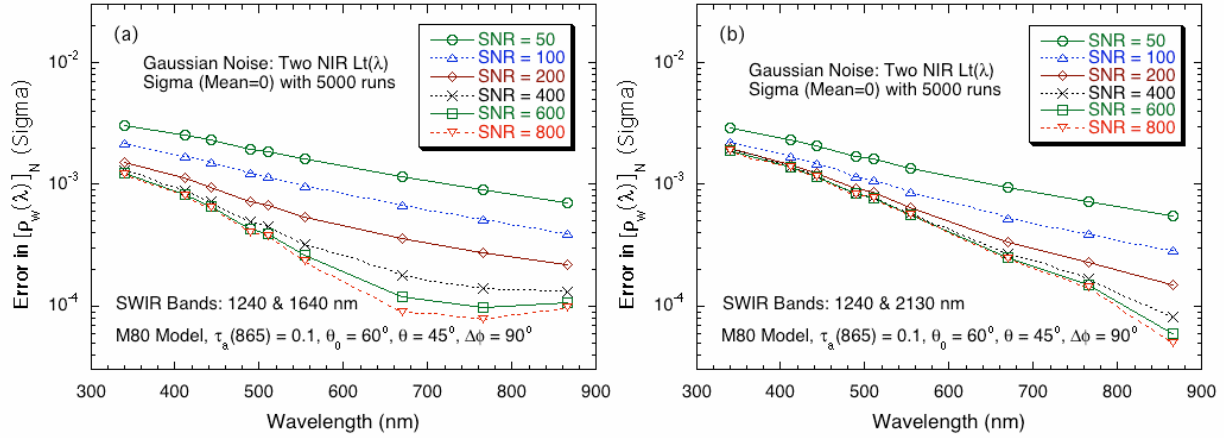 (a)
Gaussian Noise: Two NIR Lt(λ)
Sigma (Mean=0) with 5000 runs
SNR = 50
SNR = 100
SNR = 200
SNR = 400
SNR = 600
SNR = 800
10⁻²
10⁻³
10⁻⁴
Error in [ρw(λ)]N (Sigma)
SWIR Bands: 1240 & 1640 nm
M80 Model, τa(865) = 0.1, θ0 = 60°, θ = 45°, Δϕ = 90°
300 400 500 600 700 800 900
Wavelength (nm)
(b)
Gaussian Noise: Two NIR Lt(λ)
Sigma (Mean=0) with 5000 runs
SNR = 50
SNR = 100
SNR = 200
SNR = 400
SNR = 600
SNR = 800
10⁻²
10⁻³
10⁻⁴
Error in [ρw(λ)]N (Sigma)
SWIR Bands: 1240 & 2130 nm
M80 Model, τa(865) = 0.1, θ0 = 60°, θ = 45°, Δϕ = 90°
300 400 500 600 700 800 900
Wavelength (nm)